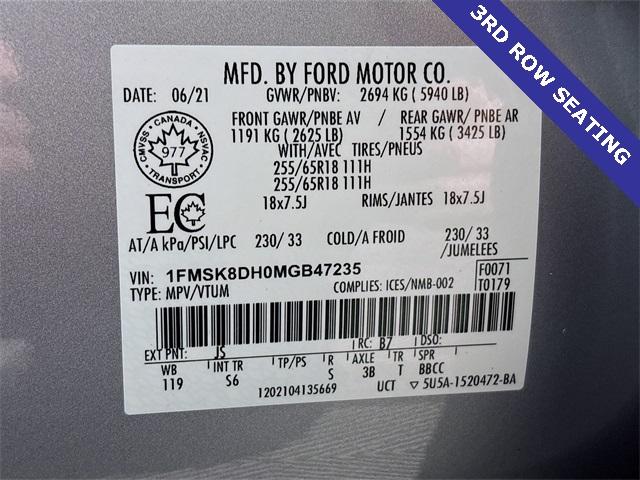 3RD ROW SEATING
MFD. BY FORD MOTOR CO.
DATE: 06/21 GVWR/PNBV: 2694 KG ( 5940 LB)
FRONT GAWR/PNBE AV / REAR GAWR/ PNBE AR
1191 KG ( 2625 LB) 1554 KG ( 3425 LB)
WITH/AVEC TIRES/PNEUS
255/65R18 111H
255/65R18 111H
18x7.5J RIMS/JANTES 18x7.5J
CMVSS · CANADA · NSVAC
977
TRANSPORT
EC
AT/A kPa/PSI/LPC 230/ 33 COLD/A FROID 230/ 33
/JUMELEES
VIN: 1FMSK8DH0MGB47235 F0071
TYPE: MPV/VTUM COMPLIES: ICES/NMB-002 T0179
EXT PNT: JS RC: B7 DSO:
WB INT TR TP/PS R AXLE TR SPR
119 S6 S 3B T BBCC
1202104135669 UCT ▽ 5U5A-1520472-BA